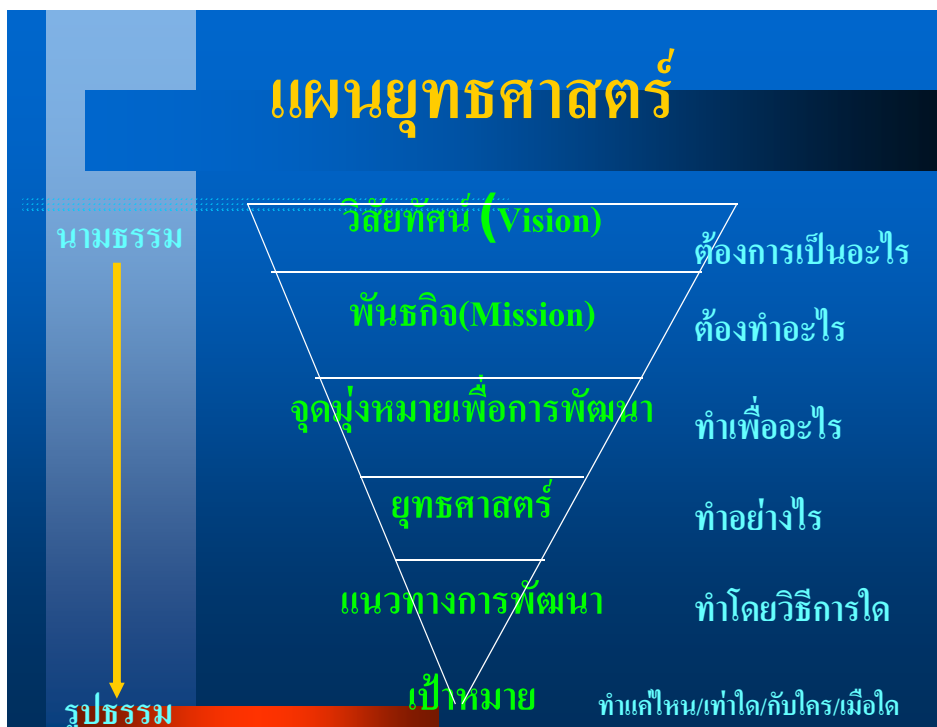 แผนยุทธศาสตร์
วิสัยทัศน์ (Vision)
นามธรรม
ต้องการเป็นอะไร
พันธกิจ(Mission)
ต้องทำอะไร
จุดมุ่งหมายเพื่อการพัฒนา
ทำเพื่ออะไร
ยุทธศาสตร์
ทำอย่างไร
แนวทางการพัฒนา
ทำโดยวิธีการใด
เป้าหมาย
ทำแค่ไหน/เท่าใด/กับใคร/เมื่อใด
รูปธรรม